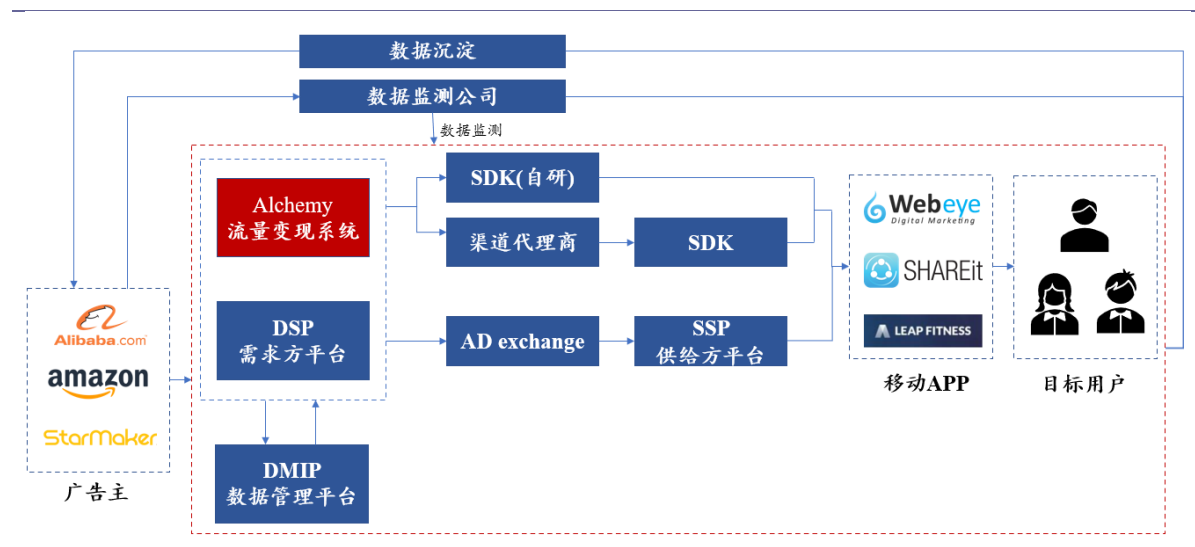 数据沉淀
数据监测公司
数据监测
Alchemy
流量变现系统
SDK(自研)
渠道代理商
SDK
DSP
需求方平台
AD exchange
SSP
供给方平台
DMIP
数据管理平台
Alibaba.com
amazon
StarMaker
广告主
Webeye
Digital Marketing
SHAREit
LEAP FITNESS
移动APP
目标用户